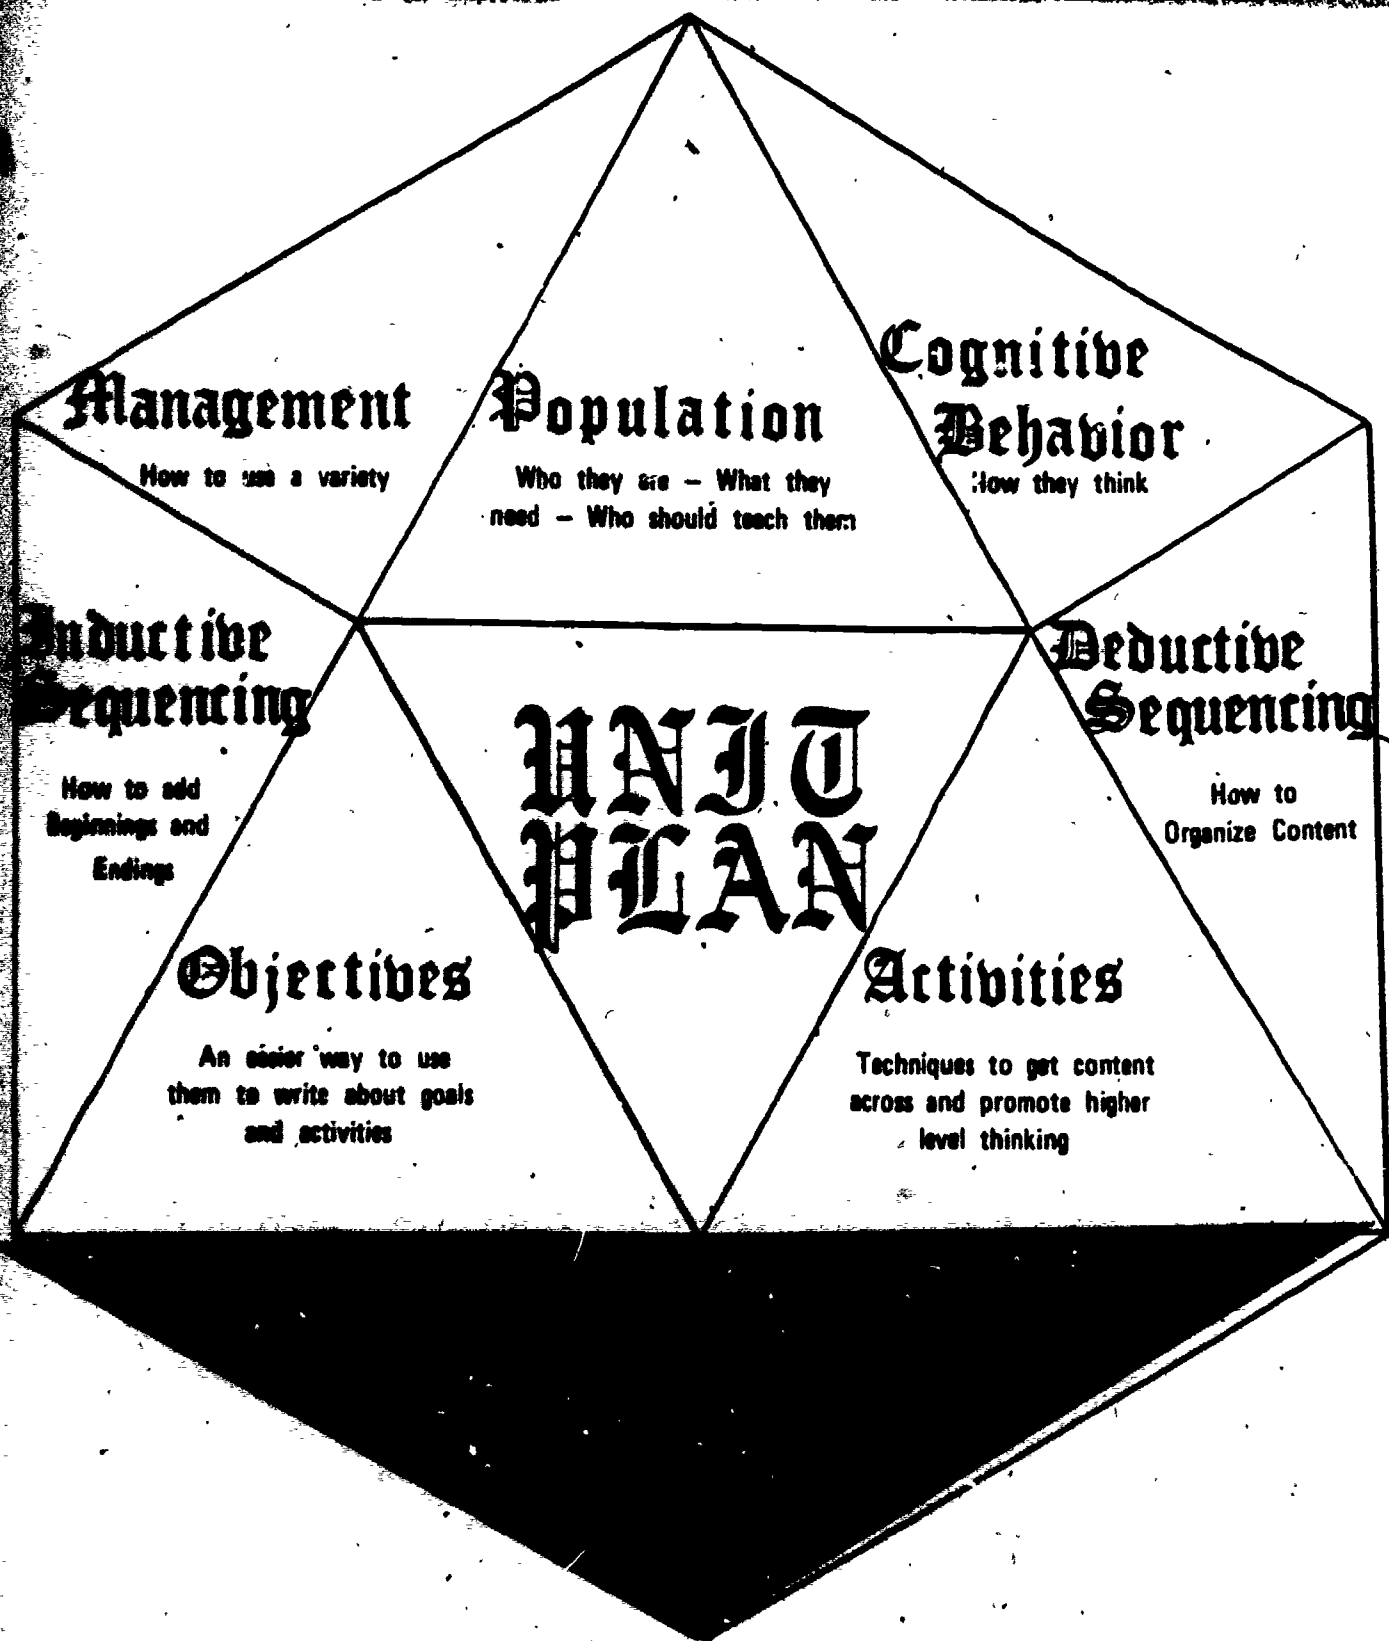 Management
How to use a variety
Population
Who they are — What they
need — Who should teach them
Cognitive
Behavior
How they think
Inductive
Sequencing
How to add
Beginnings and
Endings
UNIT
PLAN
Deductive
Sequencing
How to
Organize Content
Objectives
An easier way to use
them to write about goals
and activities
Activities
Techniques to get content
across and promote higher
level thinking